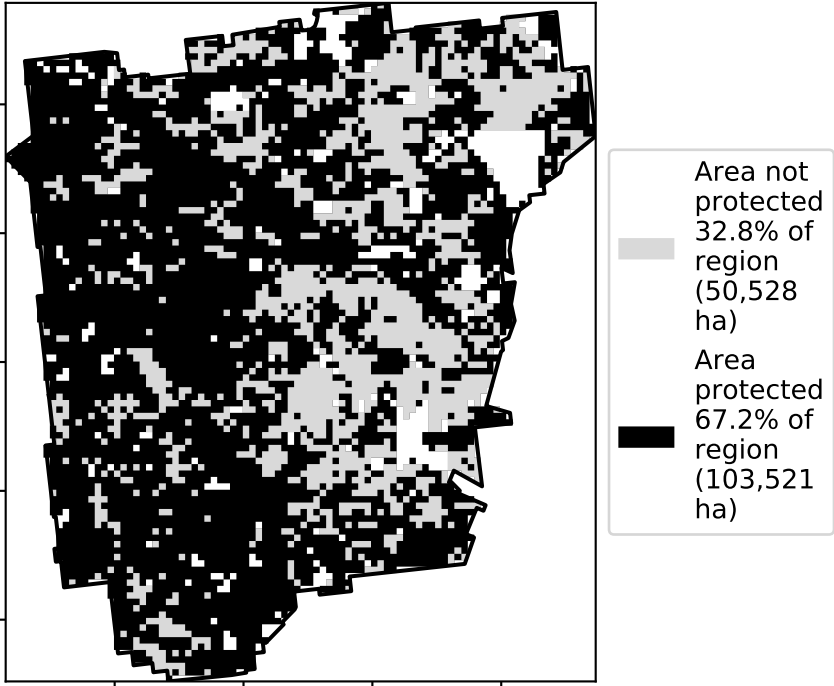 Area not
protected
32.8% of
region
(50,528
ha)
Area
protected
67.2% of
region
(103,521
ha)